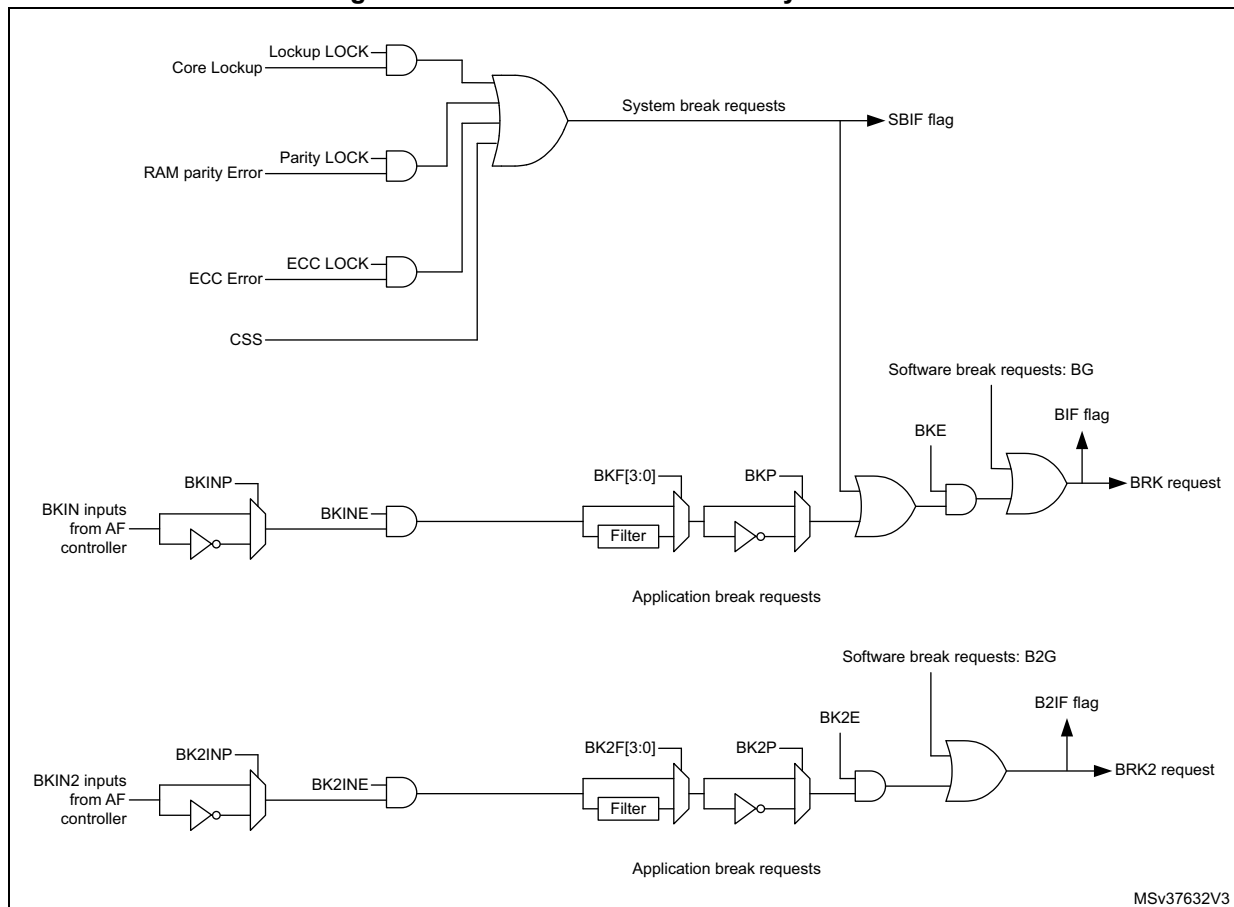 Lockup LOCK
Core Lockup
System break requests
SBIF flag
Parity LOCK
RAM parity Error
ECC LOCK
ECC Error
CSS
Software break requests: BG
BIF flag
BKE
BRK request
BKINP
BKF[3:0]
BKP
BKIN inputs
from AF
controller
BKINE
Filter
Application break requests
Software break requests: B2G
B2IF flag
BK2E
BRK2 request
BK2INP
BK2F[3:0]
BK2P
BKIN2 inputs
from AF
controller
BK2INE
Filter
Application break requests
MSv37632V3